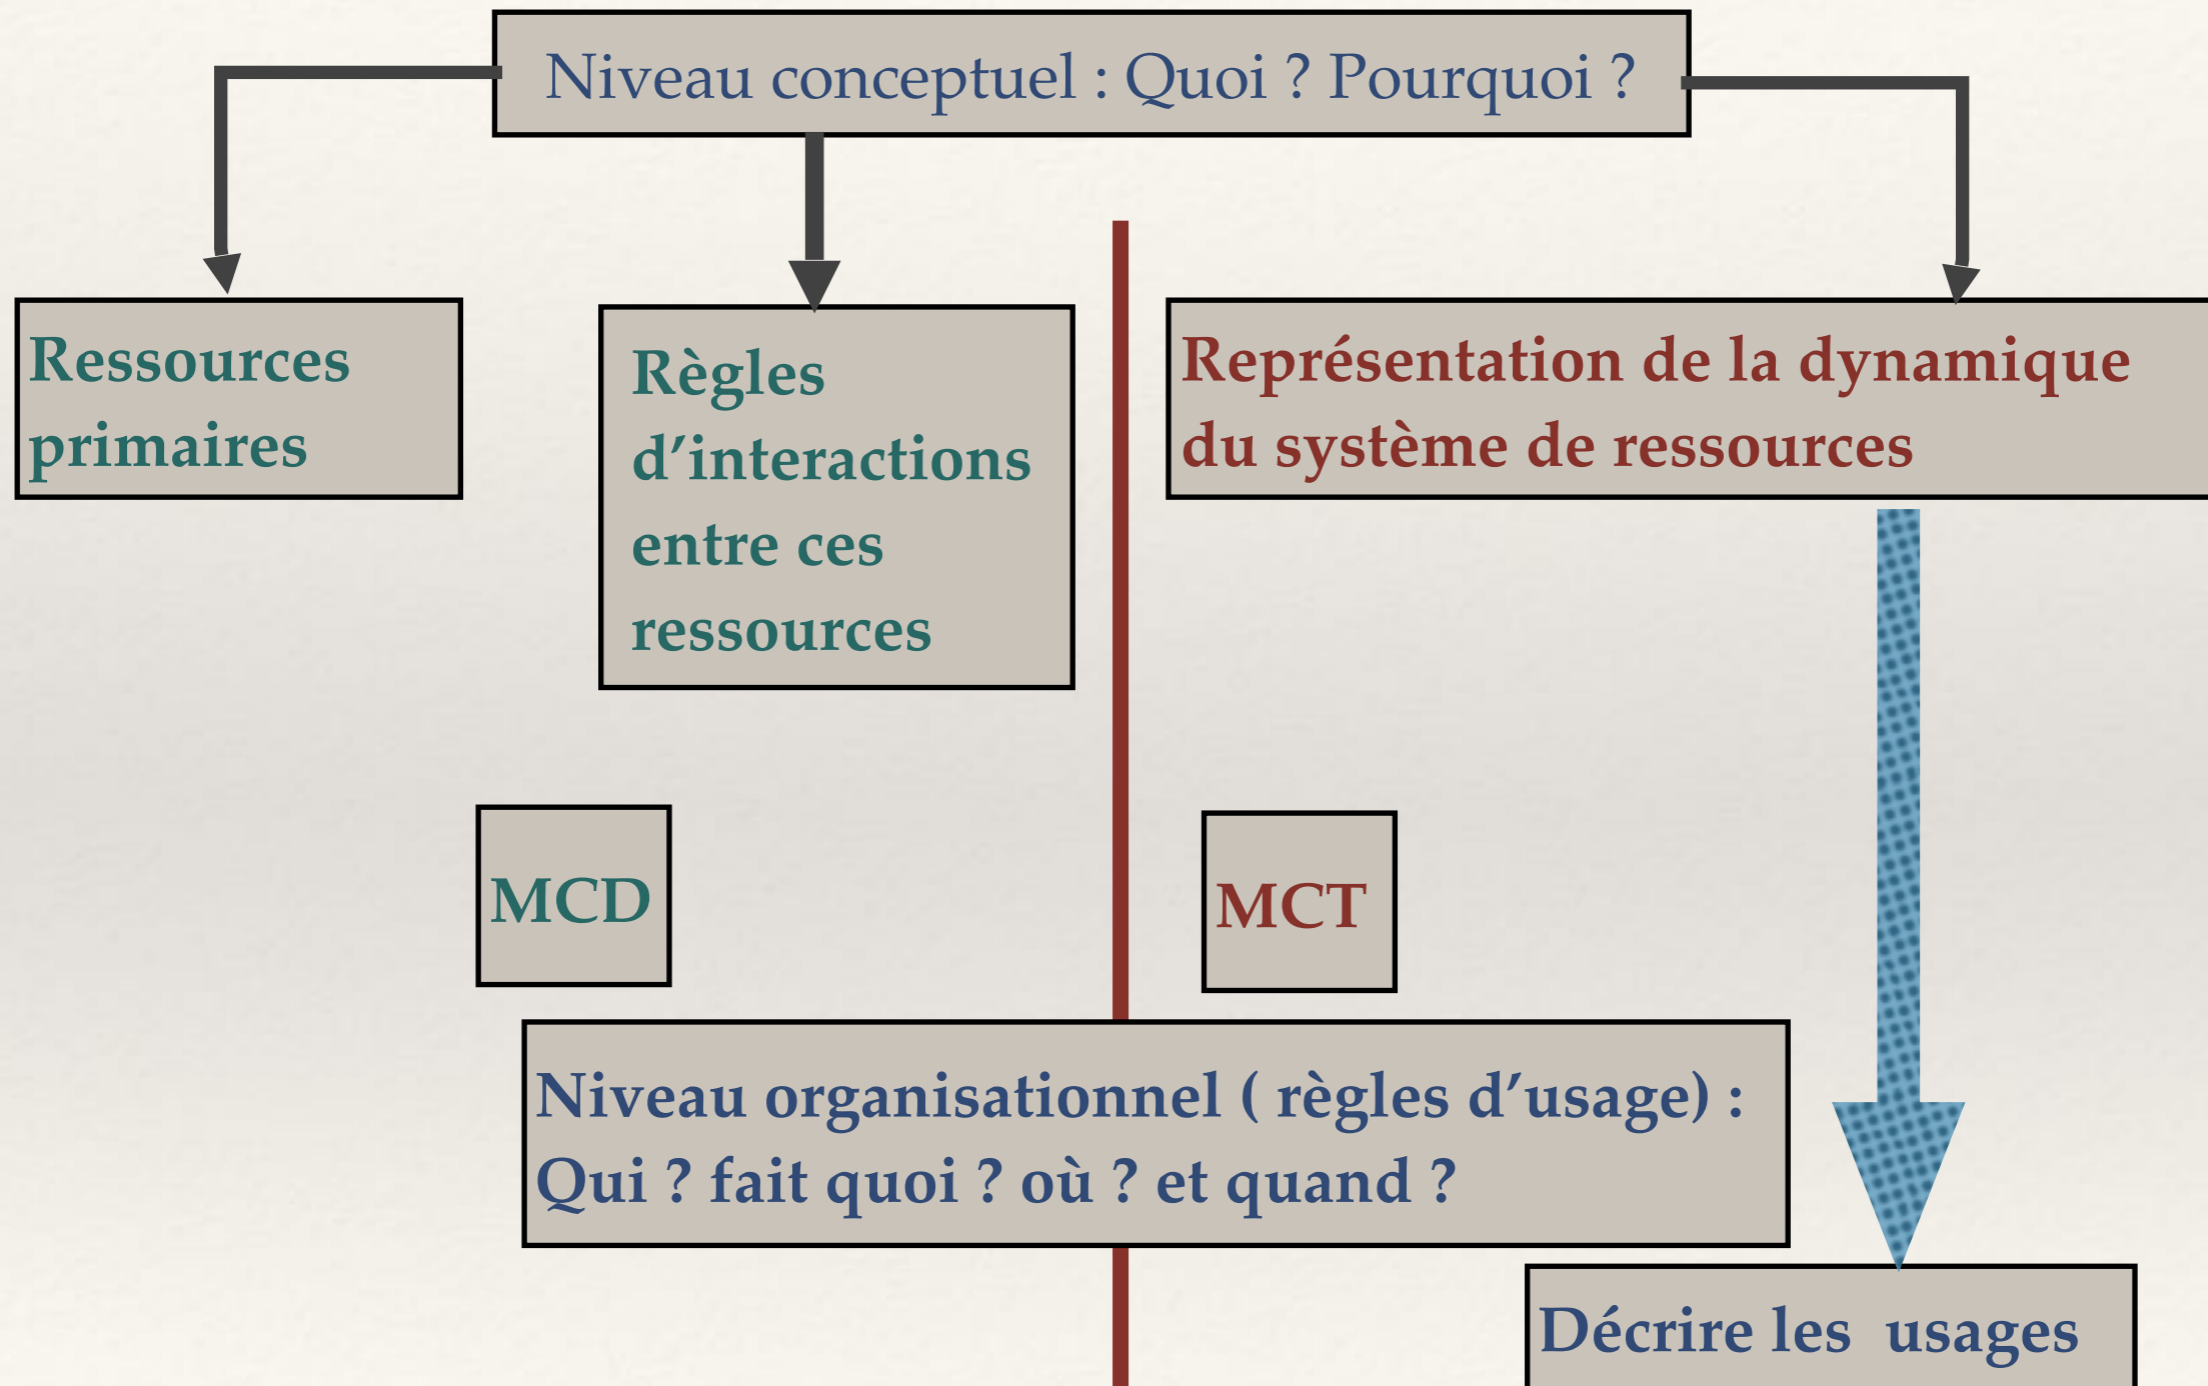 Niveau conceptuel : Quoi ? Pourquoi ?
Ressources
primaires
Règles
d’interactions
entre ces
ressources
Représentation de la dynamique
du système de ressources
MCD
MCT
Niveau organisationnel ( règles d’usage) :
Qui ? fait quoi ? où ? et quand ?
Décrire les  usages